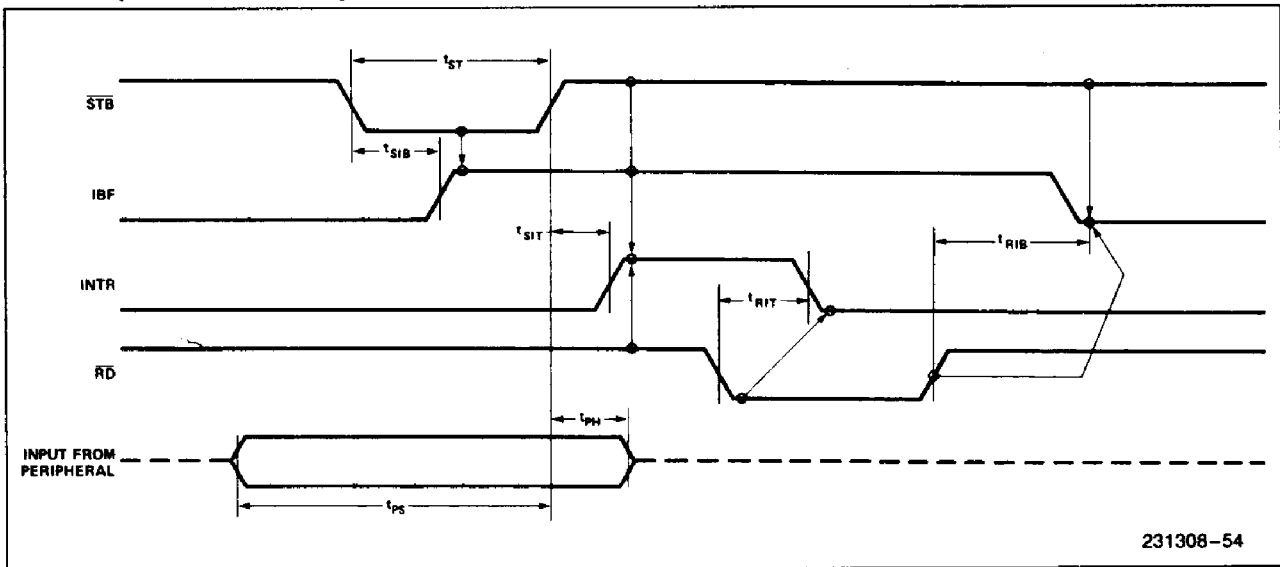 tST
STB
tSIB
IBF
tSIT
tRIB
INTR
tRIT
RD
tPH
INPUT FROM
PERIPHERAL
tPS
231308-54